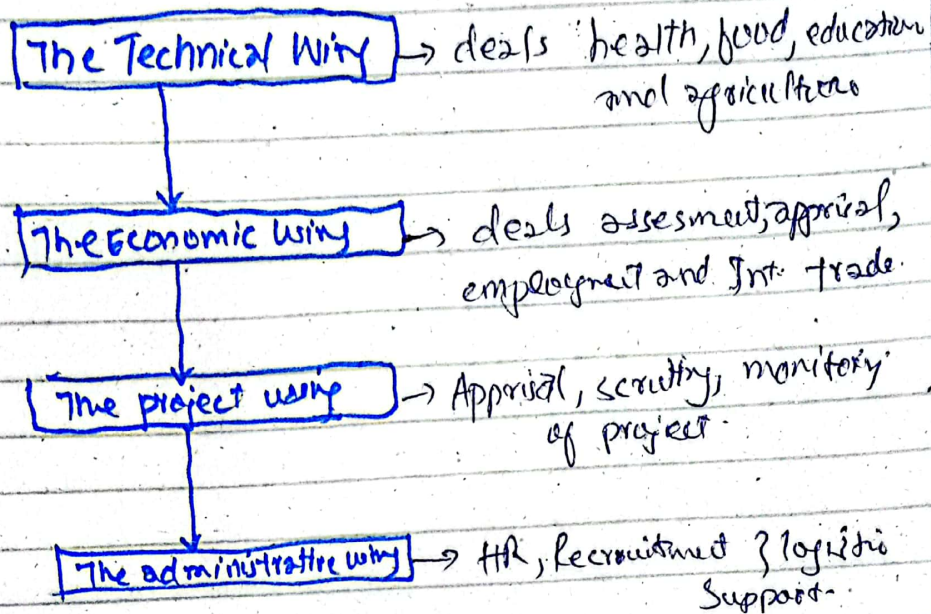 The Technical Wing → deals health, food, education
and agriculture
The Economic Wing → deals assesment, apprisal,
employment and Int. trade.
The project wing → Apprisal, scrutiny, monitory
of project.
The administrative wing → HR, Recruitment & logistic
Support.